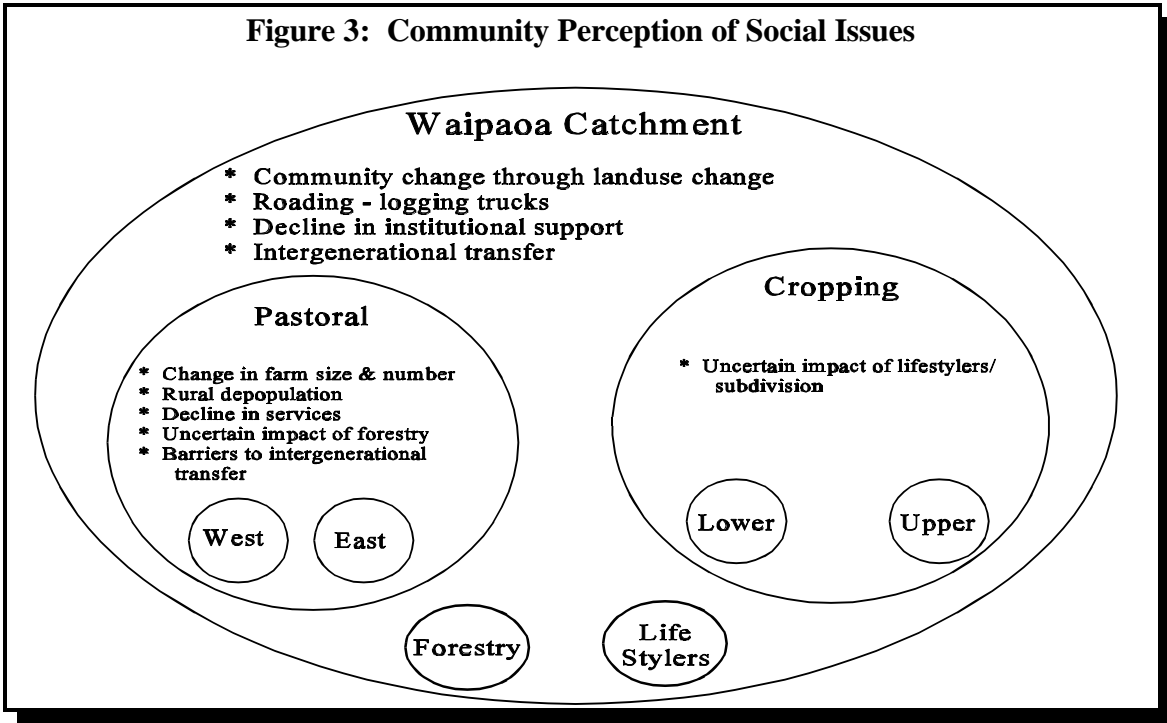 Figure 3: Community Perception of Social Issues
Waipaoa Catchment
* Community change through landuse change
* Roading - logging trucks
* Decline in institutional support
* Intergenerational transfer
Pastoral
* Change in farm size & number
* Rural depopulation
* Decline in services
* Uncertain impact of forestry
* Barriers to intergenerational
transfer
West
East
Cropping
* Uncertain impact of lifestylers/
subdivision
Lower
Upper
Forestry
Life
Stylers